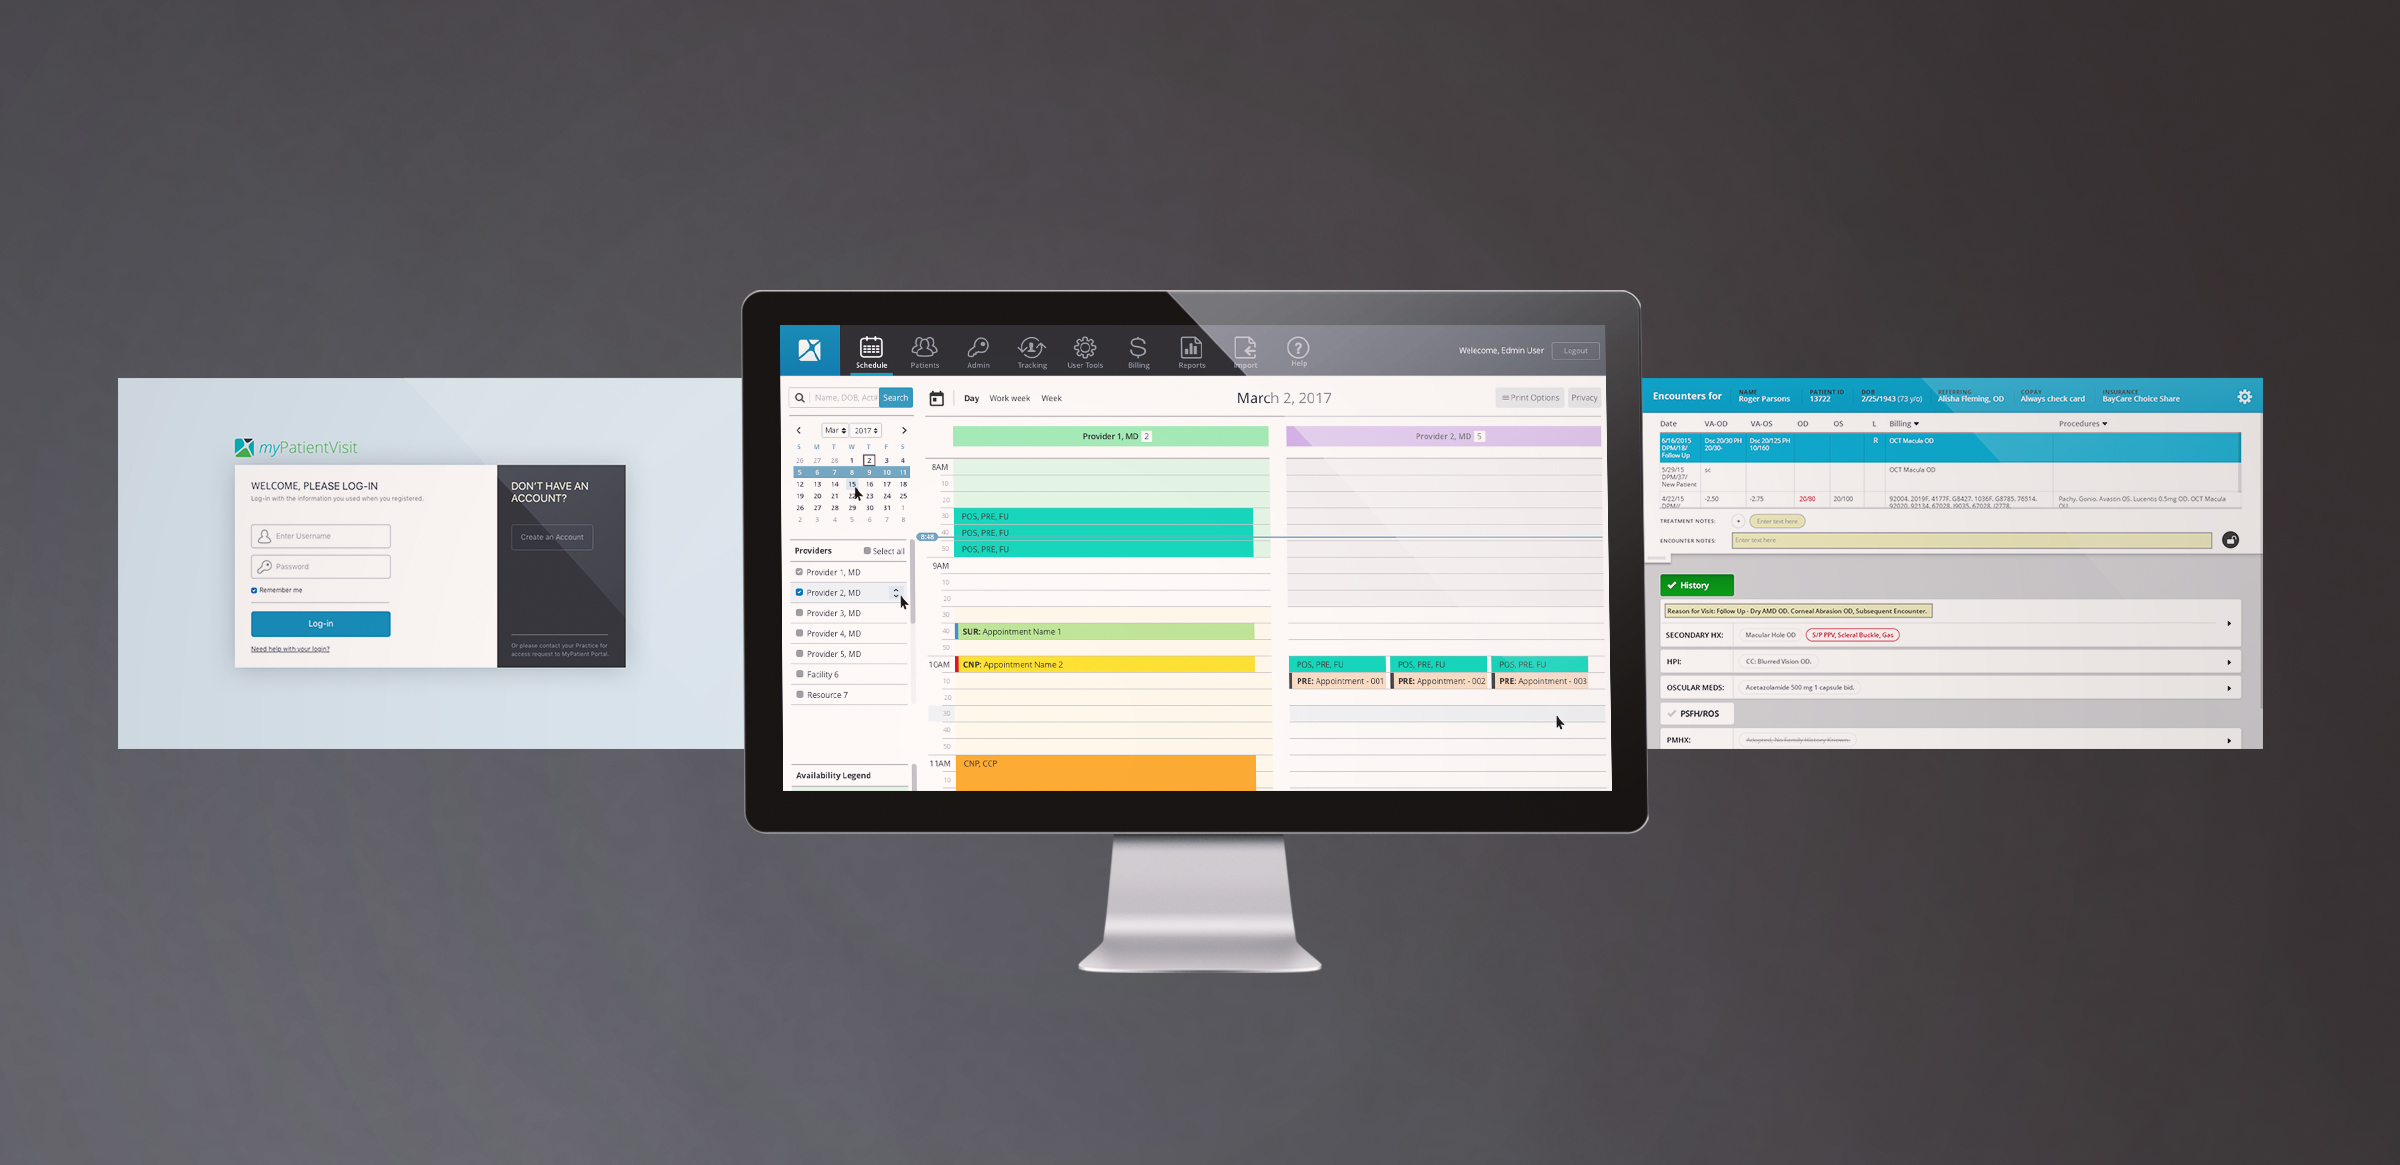 myPatientVisit
WELCOME, PLEASE LOG-IN
Log-in with the information you used when you registered.
Enter Username
Password
Remember me
Log-in
Need help with your login?
DON'T HAVE AN
ACCOUNT?
Create an Account
Or please contact your Practice for
access request to MyPatient Portal.
Schedule
Patients
Admin
Tracking
User Tools
Billing
Reports
Import
Help
Welcome, Edmin User
Logout
Name, DOB, Act#
Search
Day Work week Week
March 2, 2017
Print Options
Privacy
Mar 2017
S M T W T F S
26 27 28 1 2 3 4
5 6 7 8 9 10 11
12 13 14 15 16 17 18
19 20 21 22 23 24 25
26 27 28 29 30 31 1
2 3 4 5 6 7 8
Providers Select all
Provider 1, MD
Provider 2, MD
Provider 3, MD
Provider 4, MD
Provider 5, MD
Facility 6
Resource 7
Availability Legend
Provider 1, MD 2
Provider 2, MD 5
8AM
10
20
30 POS, PRE, FU
40 POS, PRE, FU
8:48
50 POS, PRE, FU
9AM
10
20
30
40 SUR: Appointment Name 1
50
10AM CNP: Appointment Name 2 POS, PRE, FU POS, PRE, FU POS, PRE, FU
10 PRE: Appointment - 001 PRE: Appointment - 002 PRE: Appointment - 003
20
30
40
50
11AM CNP, CCP
10
Encounters for
NAME
Roger Parsons
PATIENT ID
13722
DOB
2/25/1943 (73 y/o)
REFERRING
Alisha Fleming, OD
COPAY
Always check card
INSURANCE
BayCare Choice Share
Date VA-OD VA-OS OD OS L Billing Procedures
6/16/2015
DPM/18/
Follow Up
Dsc 20/30 PH
20/30-
Dsc 20/125 PH
10/160
R
OCT Macula OD
5/29/15
DPM/37/
New Patient
sc
OCT Macula OD
4/22/15
DPM//
-2.50
-2.75
20/80
20/100
92004, 2019F, 4177F, G8427, 1036F, G8785, 76514,
92020, 92134, 67028, J9035, 67028, J2778,
Pachy, Gonio, Avastin OS, Lucentis 0.5mg OD, OCT Macula
OU
TREATMENT NOTES: + Enter text here
ENCOUNTER NOTES: Enter text here
History
Reason for Visit: Follow Up - Dry AMD OD. Corneal Abrasion OD, Subsequent Encounter.
SECONDARY HX: Macular Hole OD S/P PPV, Scleral Buckle, Gas
HPI: CC: Blurred Vision OD.
OSCULAR MEDS: Acetazolamide 500 mg 1 capsule bid.
PSFH/ROS
PMHX: Adopted, No Family History Known.